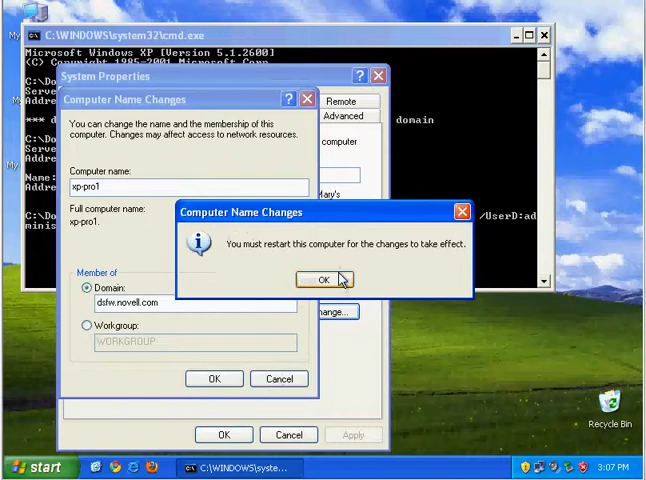 C:\WINDOWS\system32\cmd.exe
Microsoft Windows XP [Version 5.1.2600]
(C) Copyright 1985-2001 Microsoft Corp
System Properties
Computer Name Changes
Remote
Advanced
You can change the name and the membership of this
computer. Changes may affect access to network resources.
computer
*** d
domain
Computer name:
xp-pro1
Full computer name:
xp-pro1.
Mary's
Computer Name Changes
You must restart this computer for the changes to take effect.
OK
/UserD:ad
minis
Member of
Domain:
dsfw.novell.com
hange...
Workgroup:
WORKGROUP
OK
Cancel
OK
Cancel
Apply
Recycle Bin
start
C:\WINDOWS\syste...
3:07 PM